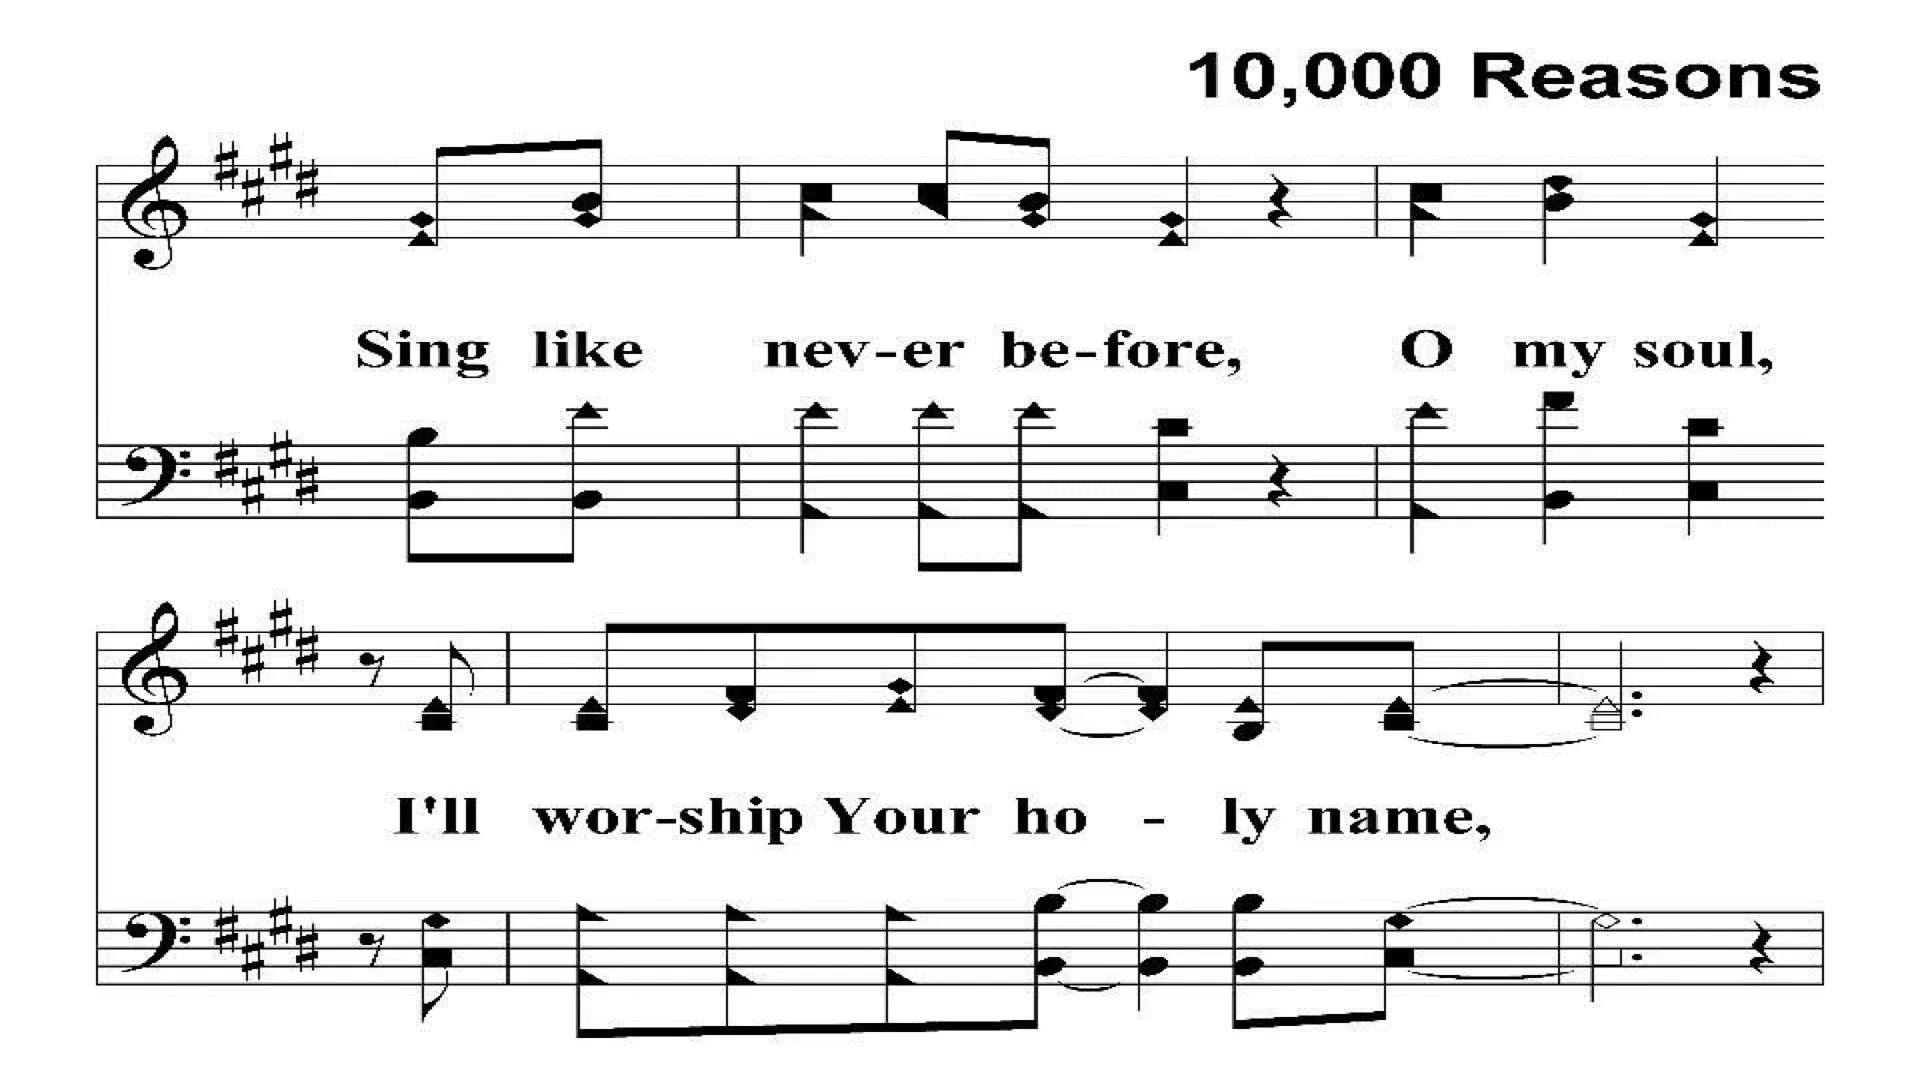 10,000 Reasons
Sing like nev-er be-fore, O my soul,
I'll wor-ship Your ho - ly name,